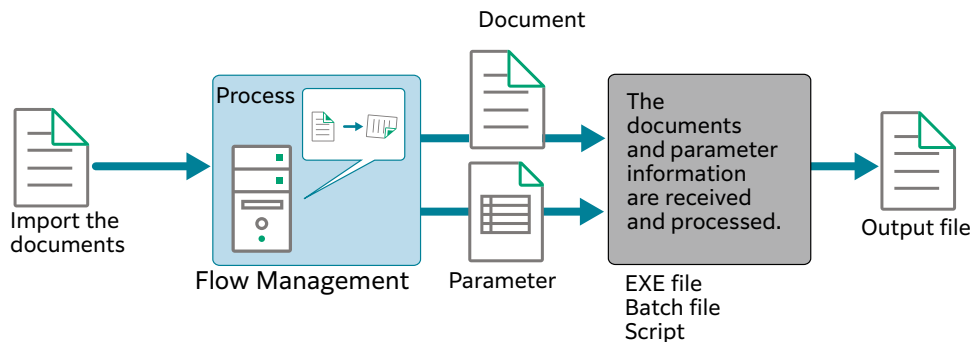 Document
Process
The
documents
and parameter
information
are received
and processed.
Import the
documents
Flow Management
Parameter
Output file
EXE file
Batch file
Script